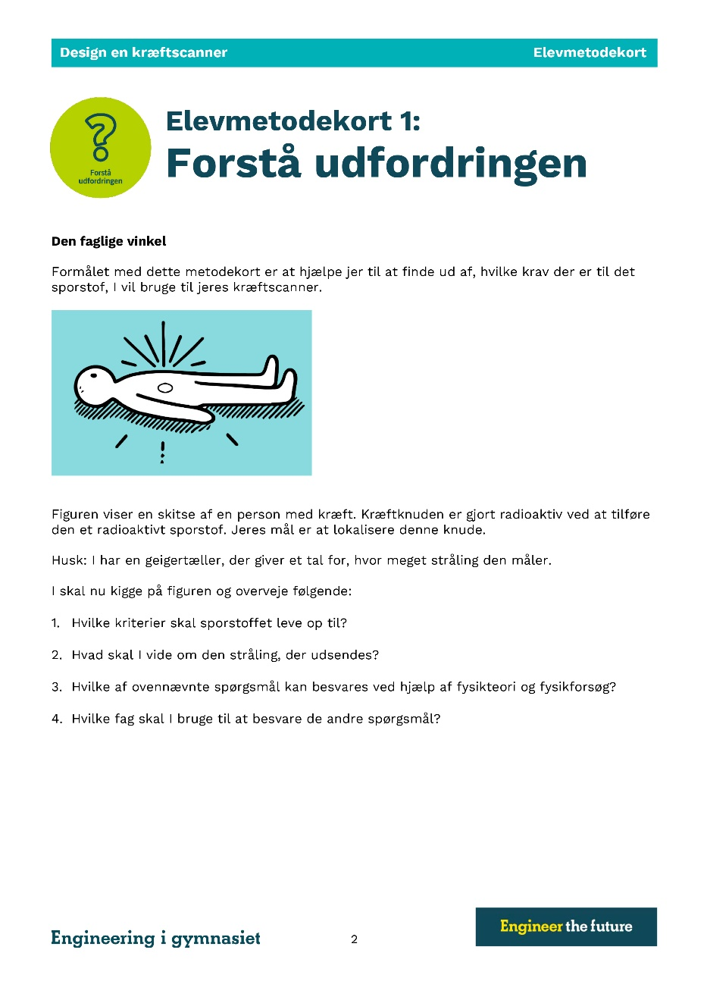 Design en kræftscanner
Elevmetodekort
Forstå
udfordringen
Elevmetodekort 1:
Forstå udfordringen
Den faglige vinkel
Formålet med dette metodekort er at hjælpe jer til at finde ud af, hvilke krav der er til det
sporstof, I vil bruge til jeres kræftscanner.
Figuren viser en skitse af en person med kræft. Kræftknuden er gjort radioaktiv ved at tilføre
den et radioaktivt sporstof. Jeres mål er at lokalisere denne knude.
Husk: I har en geigertæller, der giver et tal for, hvor meget stråling den måler.
I skal nu kigge på figuren og overveje følgende:
1. Hvilke kriterier skal sporstoffet leve op til?
2. Hvad skal I vide om den stråling, der udsendes?
3. Hvilke af ovennævnte spørgsmål kan besvares ved hjælp af fysikteori og fysikforsøg?
4. Hvilke fag skal I bruge til at besvare de andre spørgsmål?
Engineering i gymnasiet
2
Engineer the future